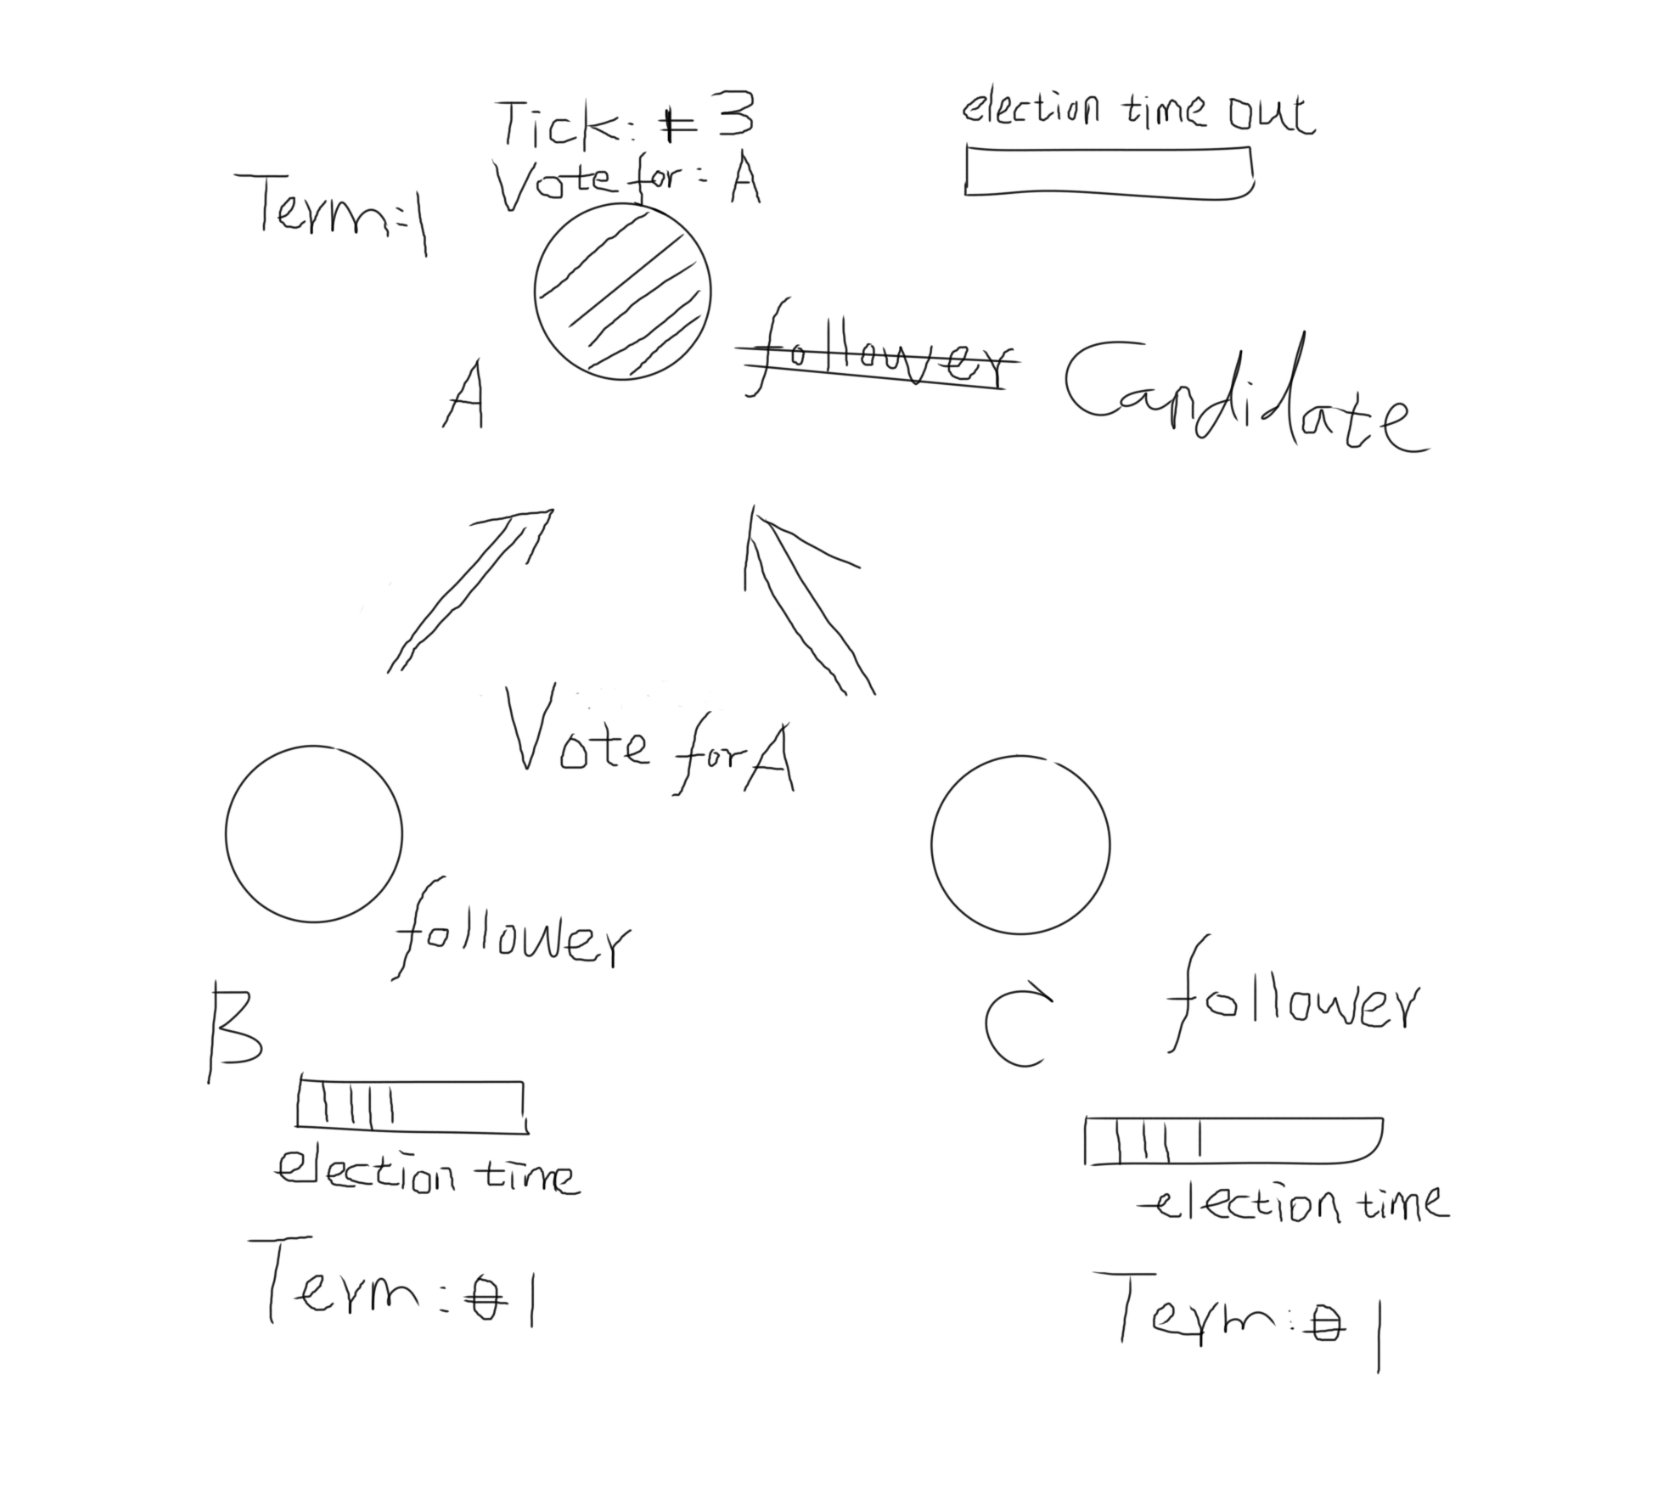 Tick: 1 3
election time out
Vote for: A
Term: 1
follower Candidate
A
Vote for A
follower
B
C
follower
election time
election time
Term: 0 1
Term: 0 1